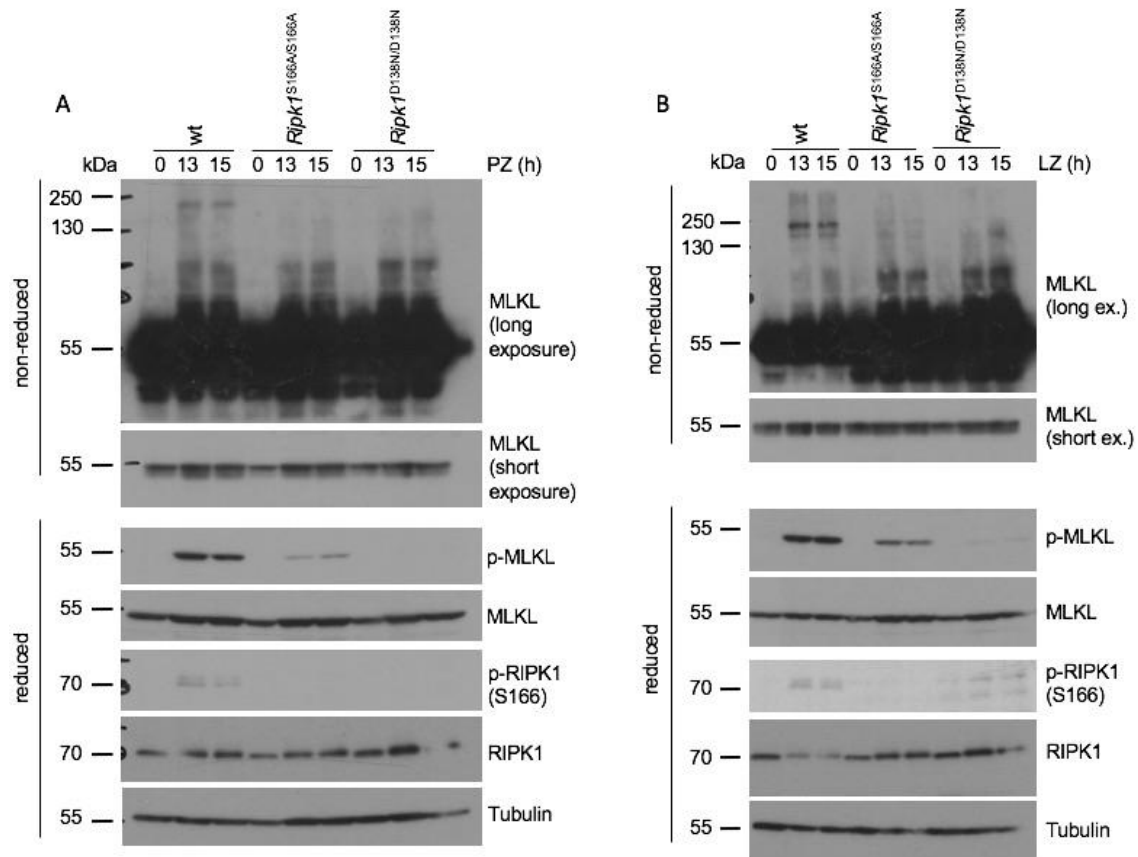 A
wt
Ripk1S166A/S166A
Ripk1D138N/D138N
kDa 0 13 15 0 13 15 0 13 15 PZ (h)
non-reduced
250
130
55
MLKL
(long
exposure)
55
MLKL
(short
exposure)
reduced
55
p-MLKL
55
MLKL
70
p-RIPK1
(S166)
70
RIPK1
55
Tubulin
B
wt
Ripk1S166A/S166A
Ripk1D138N/D138N
kDa 0 13 15 0 13 15 0 13 15 LZ (h)
non-reduced
250
130
55
MLKL
(long ex.)
55
MLKL
(short ex.)
reduced
55
p-MLKL
55
MLKL
70
p-RIPK1
(S166)
70
RIPK1
55
Tubulin